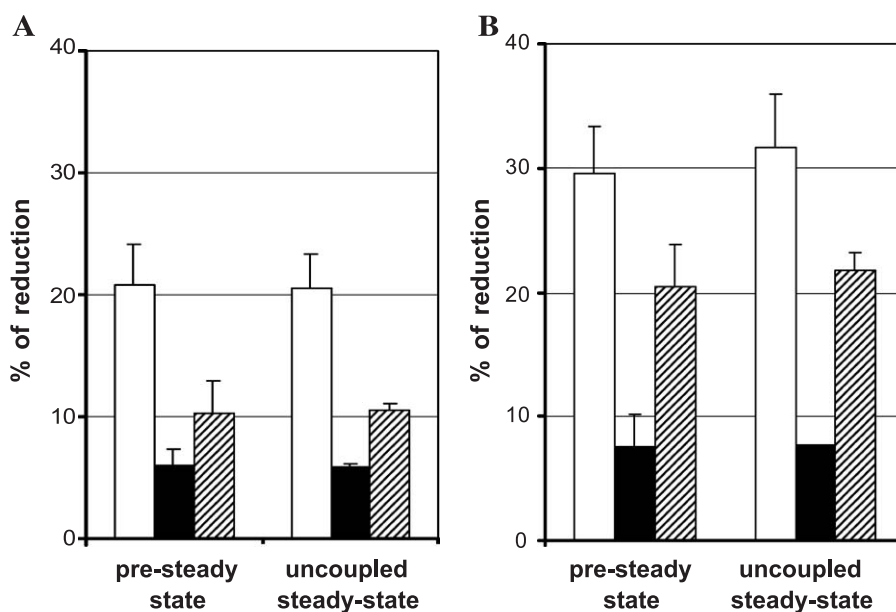 A
% of reduction
40
30
20
10
0
pre-steady
state
uncoupled
steady-state
B
% of reduction
40
30
20
10
0
pre-steady
state
uncoupled
steady-state